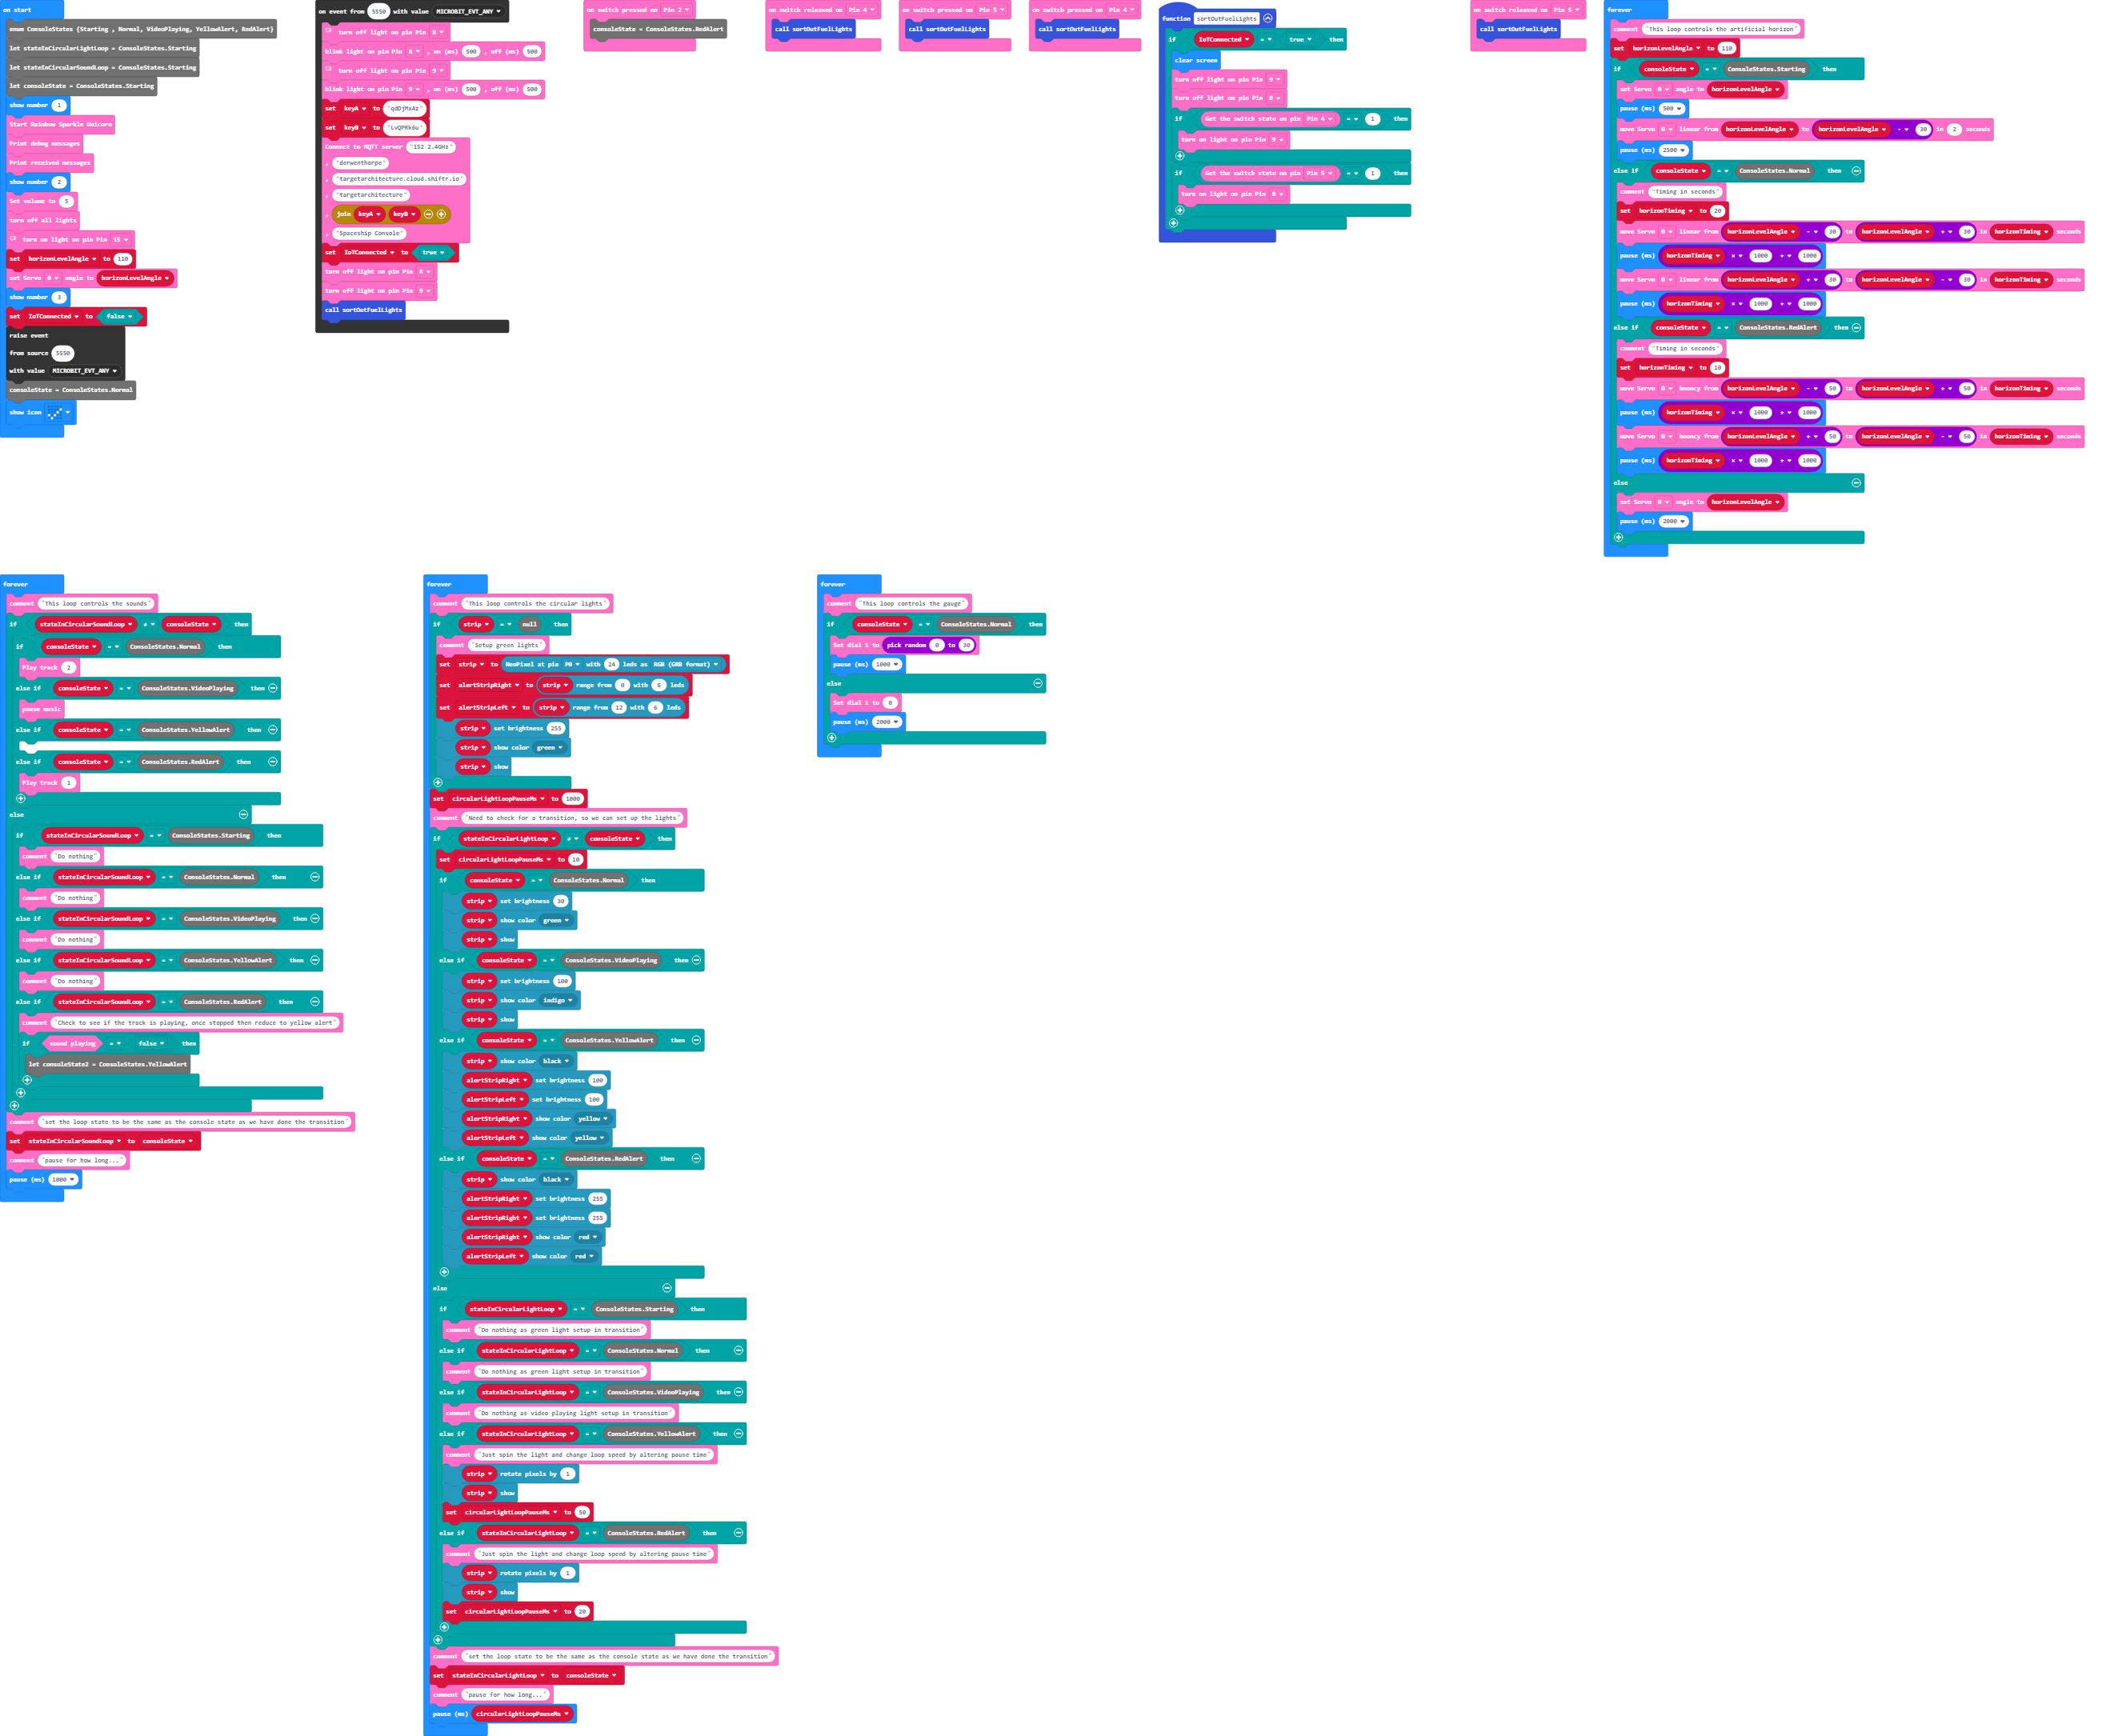 on start
enum ConsoleStates {Starting , Normal, VideoPlaying, YellowAlert, RedAlert}
let stateInCircularLightLoop = ConsoleStates.Starting
let stateInCircularSoundLoop = ConsoleStates.Starting
let consoleState = ConsoleStates.Starting
show number 1
Start Rainbow Sparkle Unicorn
Print debug messages
Print received messages
show number 2
Set volume to 5
turn off all lights
turn on light on pin Pin 15
set horizonLevelAngle to 110
set Servo 0 angle to horizonLevelAngle
show number 3
set IoTConnected to false
raise event
from source 5550
with value MICROBIT_EVT_ANY
consoleState = ConsoleStates.Normal
show icon
on event from 5550 with value MICROBIT_EVT_ANY
turn off light on pin Pin 8
blink light on pin Pin 8 , on (ms) 500 , off (ms) 500
turn off light on pin Pin 9
blink light on pin Pin 9 , on (ms) 500 , off (ms) 500
set keyA to "qdDjMxAz"
set keyB to "LvQPRk6u"
Connect to MQTT server "152 2.4GHz"
, "derwenthorpe"
, "targetarchitecture.cloud.shiftr.io"
, "targetarchitecture"
, join keyA keyB
, "Spaceship Console"
set IoTConnected to true
turn off light on pin Pin 8
turn off light on pin Pin 9
call sortOutFuelLights
on switch pressed on Pin 2
consoleState = ConsoleStates.RedAlert
on switch released on Pin 4
call sortOutFuelLights
on switch pressed on Pin 5
call sortOutFuelLights
on switch pressed on Pin 4
call sortOutFuelLights
function sortOutFuelLights
if IoTConnected = true then
clear screen
turn off light on pin Pin 9
turn off light on pin Pin 8
if Get the switch state on pin Pin 4 = 1 then
turn on light on pin Pin 9
if Get the switch state on pin Pin 5 = 1 then
turn on light on pin Pin 8
on switch released on Pin 5
call sortOutFuelLights
forever
comment "This loop controls the artificial horizon"
set horizonLevelAngle to 110
if consoleState = ConsoleStates.Starting then
set Servo 0 angle to horizonLevelAngle
pause (ms) 500
move Servo 0 linear from horizonLevelAngle to horizonLevelAngle - 30 in 2 seconds
pause (ms) 2500
else if consoleState = ConsoleStates.Normal then
comment "Timing in seconds"
set horizonTiming to 20
move Servo 0 linear from horizonLevelAngle - 30 to horizonLevelAngle + 30 in horizonTiming seconds
pause (ms) horizonTiming × 1000 + 1000
move Servo 0 linear from horizonLevelAngle + 30 to horizonLevelAngle - 30 in horizonTiming seconds
pause (ms) horizonTiming × 1000 + 1000
else if consoleState = ConsoleStates.RedAlert then
comment "Timing in seconds"
set horizonTiming to 10
move Servo 0 bouncy from horizonLevelAngle - 50 to horizonLevelAngle + 50 in horizonTiming seconds
pause (ms) horizonTiming × 1000 + 1000
move Servo 0 bouncy from horizonLevelAngle + 50 to horizonLevelAngle - 50 in horizonTiming seconds
pause (ms) horizonTiming × 1000 + 1000
else
set Servo 0 angle to horizonLevelAngle
pause (ms) 2000
forever
comment "This loop controls the sounds"
if stateInCircularSoundLoop ≠ consoleState then
if consoleState = ConsoleStates.Normal then
Play track 2
else if consoleState = ConsoleStates.VideoPlaying then
pause music
else if consoleState = ConsoleStates.YellowAlert then
else if consoleState = ConsoleStates.RedAlert then
Play track 1
else
if stateInCircularSoundLoop = ConsoleStates.Starting then
comment "Do nothing"
else if stateInCircularSoundLoop = ConsoleStates.Normal then
comment "Do nothing"
else if stateInCircularSoundLoop = ConsoleStates.VideoPlaying then
comment "Do nothing"
else if stateInCircularSoundLoop = ConsoleStates.YellowAlert then
comment "Do nothing"
else if stateInCircularSoundLoop = ConsoleStates.RedAlert then
comment "Check to see if the track is playing, once stopped then reduce to yellow alert"
if sound playing = false then
let consoleState2 = ConsoleStates.YellowAlert
comment "set the loop state to be the same as the console state as we have done the transition"
set stateInCircularSoundLoop to consoleState
comment "pause for how long..."
pause (ms) 1000
forever
comment "This loop controls the circular lights"
if strip = null then
comment "Setup green lights"
set strip to NeoPixel at pin P0 with 24 leds as RGB (GRB format)
set alertStripRight to strip range from 0 with 6 leds
set alertStripLeft to strip range from 12 with 6 leds
strip set brightness 255
strip show color green
strip show
set circularLightLoopPauseMs to 1000
comment "Need to check for a transition, so we can set up the lights"
if stateInCircularLightLoop ≠ consoleState then
set circularLightLoopPauseMs to 10
if consoleState = ConsoleStates.Normal then
strip set brightness 30
strip show color green
strip show
else if consoleState = ConsoleStates.VideoPlaying then
strip set brightness 100
strip show color indigo
strip show
else if consoleState = ConsoleStates.YellowAlert then
strip show color black
alertStripRight set brightness 100
alertStripLeft set brightness 100
alertStripRight show color yellow
alertStripLeft show color yellow
else if consoleState = ConsoleStates.RedAlert then
strip show color black
alertStripRight set brightness 255
alertStripRight set brightness 255
alertStripRight show color red
alertStripLeft show color red
else
if stateInCircularLightLoop = ConsoleStates.Starting then
comment "Do nothing as green light setup in transition"
else if stateInCircularLightLoop = ConsoleStates.Normal then
comment "Do nothing as green light setup in transition"
else if stateInCircularLightLoop = ConsoleStates.VideoPlaying then
comment "Do nothing as video playing light setup in transition"
else if stateInCircularLightLoop = ConsoleStates.YellowAlert then
comment "Just spin the light and change loop speed by altering pause time"
strip rotate pixels by 1
strip show
set circularLightLoopPauseMs to 50
else if stateInCircularLightLoop = ConsoleStates.RedAlert then
comment "Just spin the light and change loop speed by altering pause time"
strip rotate pixels by 1
strip show
set circularLightLoopPauseMs to 20
comment "set the loop state to be the same as the console state as we have done the transition"
set stateInCircularLightLoop to consoleState
comment "pause for how long..."
pause (ms) circularLightLoopPauseMs
forever
comment "This loop controls the gauge"
if consoleState = ConsoleStates.Normal then
Set dial 1 to pick random 0 to 30
pause (ms) 1000
else
Set dial 1 to 0
pause (ms) 2000